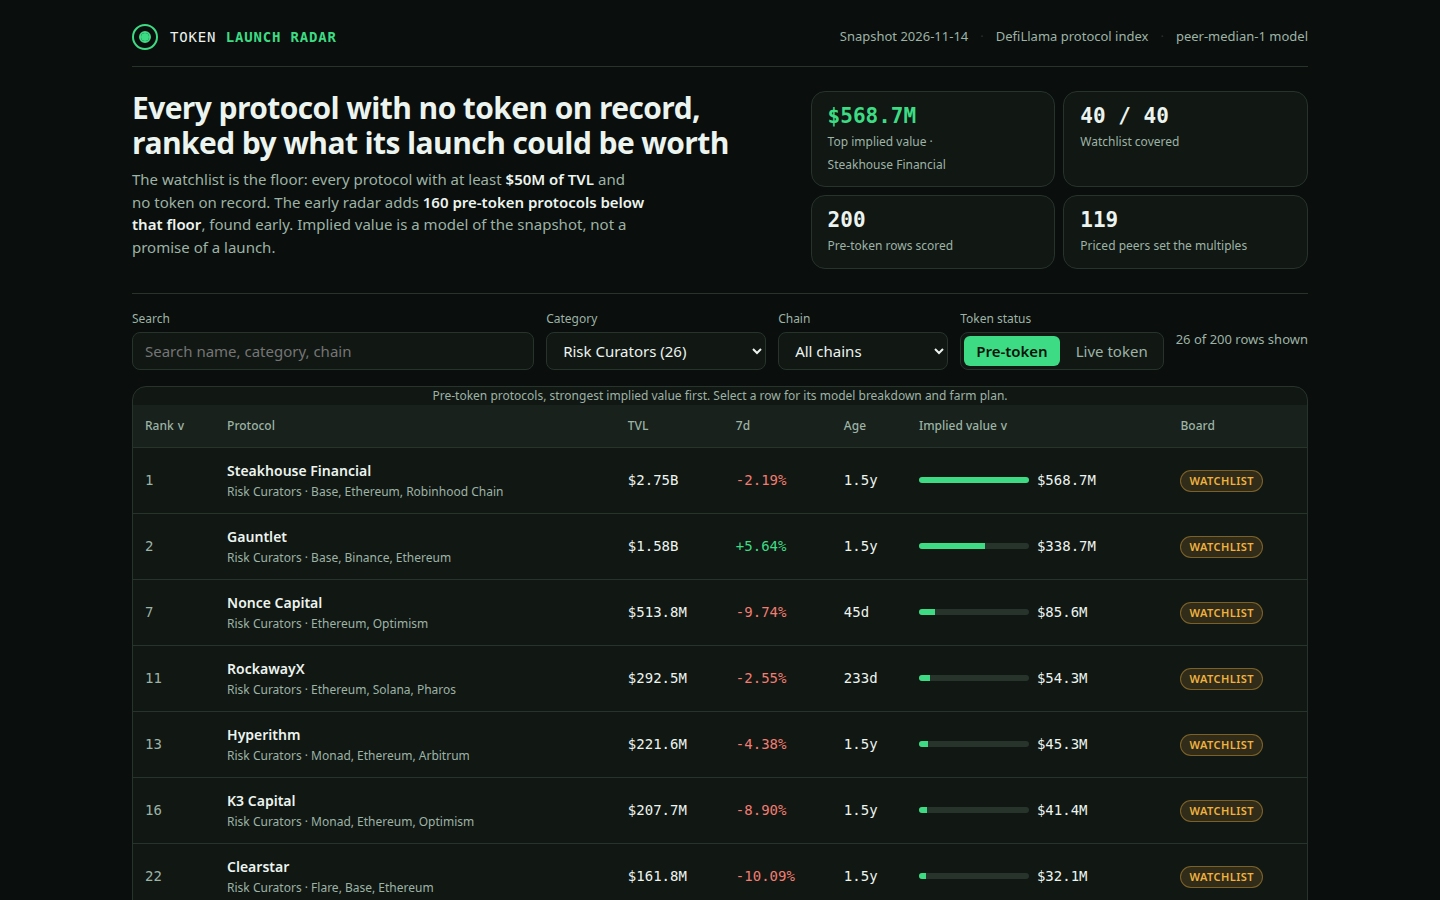 TOKEN LAUNCH RADAR
Snapshot 2026-11-14 · DefiLlama protocol index · peer-median-1 model
Every protocol with no token on record,
ranked by what its launch could be worth
The watchlist is the floor: every protocol with at least $50M of TVL and
no token on record. The early radar adds 160 pre-token protocols below
that floor, found early. Implied value is a model of the snapshot, not a
promise of a launch.
$568.7M
Top implied value ·
Steakhouse Financial
40 / 40
Watchlist covered
200
Pre-token rows scored
119
Priced peers set the multiples
Search
Search name, category, chain
Category
Risk Curators (26)
Chain
All chains
Token status
Pre-token Live token
26 of 200 rows shown
Pre-token protocols, strongest implied value first. Select a row for its model breakdown and farm plan.
Rank v Protocol TVL 7d Age Implied value v Board
1 Steakhouse Financial $2.75B -2.19% 1.5y $568.7M WATCHLIST
Risk Curators · Base, Ethereum, Robinhood Chain
2 Gauntlet $1.58B +5.64% 1.5y $338.7M WATCHLIST
Risk Curators · Base, Binance, Ethereum
7 Nonce Capital $513.8M -9.74% 45d $85.6M WATCHLIST
Risk Curators · Ethereum, Optimism
11 RockawayX $292.5M -2.55% 233d $54.3M WATCHLIST
Risk Curators · Ethereum, Solana, Pharos
13 Hyperithm $221.6M -4.38% 1.5y $45.3M WATCHLIST
Risk Curators · Monad, Ethereum, Arbitrum
16 K3 Capital $207.7M -8.90% 1.5y $41.4M WATCHLIST
Risk Curators · Monad, Ethereum, Optimism
22 Clearstar $161.8M -10.09% 1.5y $32.1M WATCHLIST
Risk Curators · Flare, Base, Ethereum